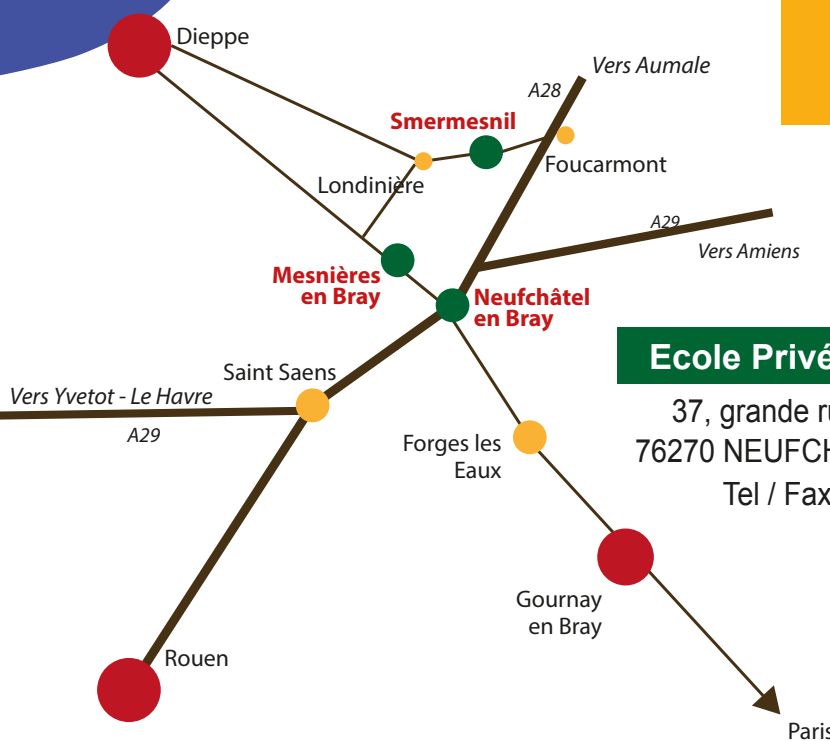 Dieppe
Vers Aumale
A28
Smermesnil
Foucarmont
Londinière
A29
Vers Amiens
Mesnières
en Bray
Neufchâtel
en Bray
Ecole Privé
Saint Saens
Vers Yvetot - Le Havre
A29
37, grande ru
76270 NEUFCH
Forges les
Eaux
Tel / Fax
Gournay
en Bray
Rouen
Paris